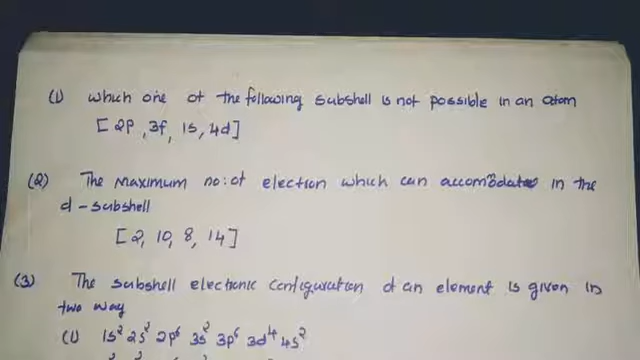 (1) which one of the following subshell is not possible in an atom
[2p, 3f, 1s, 4d]
(2) The maximum no: of electron which can accomodate in the
d-subshell
[2, 10, 8, 14]
(3) The subshell electronic configuration of an element is given in
two way
(1) 1s² 2s² 2p⁶ 3s² 3p⁶ 3d⁴ 4s²